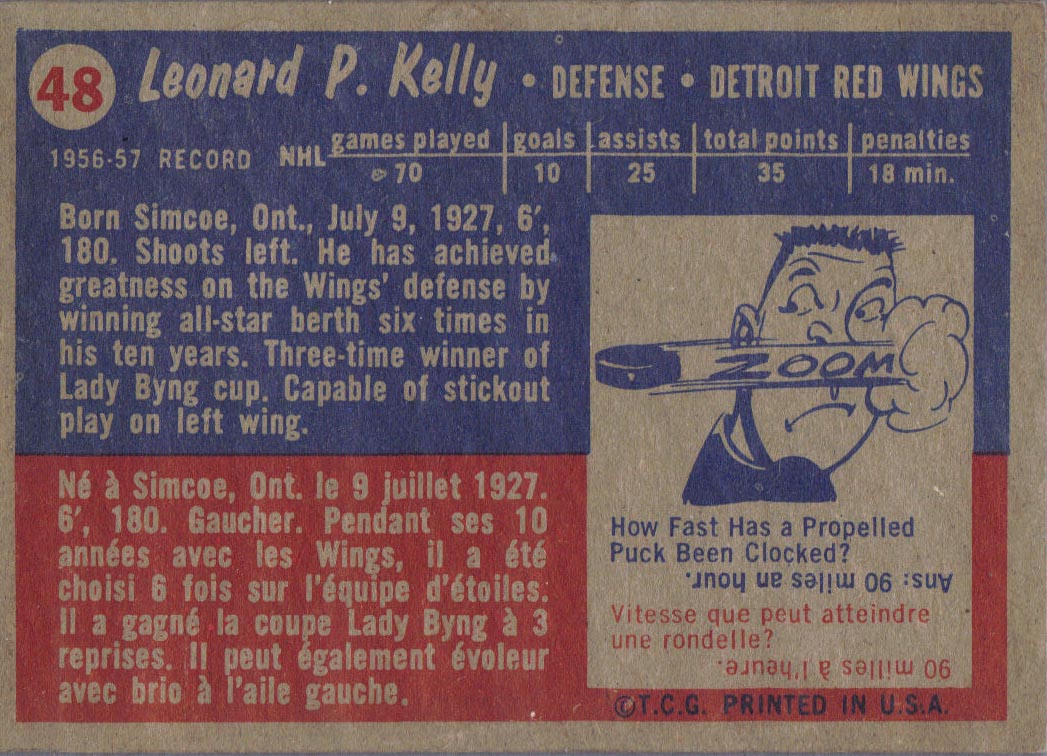 48 Leonard P. Kelly • DEFENSE • DETROIT RED WINGS
games played goals assists total points penalties
1956-57 RECORD NHL 70 10 25 35 18 min.
Born Simcoe, Ont., July 9, 1927, 6',
180. Shoots left. He has achieved
greatness on the Wings' defense by
winning all-star berth six times in
his ten years. Three-time winner of
Lady Byng cup. Capable of stickout
play on left wing.
Né à Simcoe, Ont. le 9 juillet 1927.
6', 180. Gaucher. Pendant ses 10
années avec les Wings, il a été
choisi 6 fois sur l'équipe d'étoiles.
Il a gagné la coupe Lady Byng à 3
reprises. Il peut également évoleur
avec brio à l'aile gauche.
ZOOM
How Fast Has a Propelled
Puck Been Clocked?
Ans: 90 miles an hour.
Vitesse que peut atteindre
une rondelle?
90 milles à l'heure.
©T.C.G. PRINTED IN U.S.A.